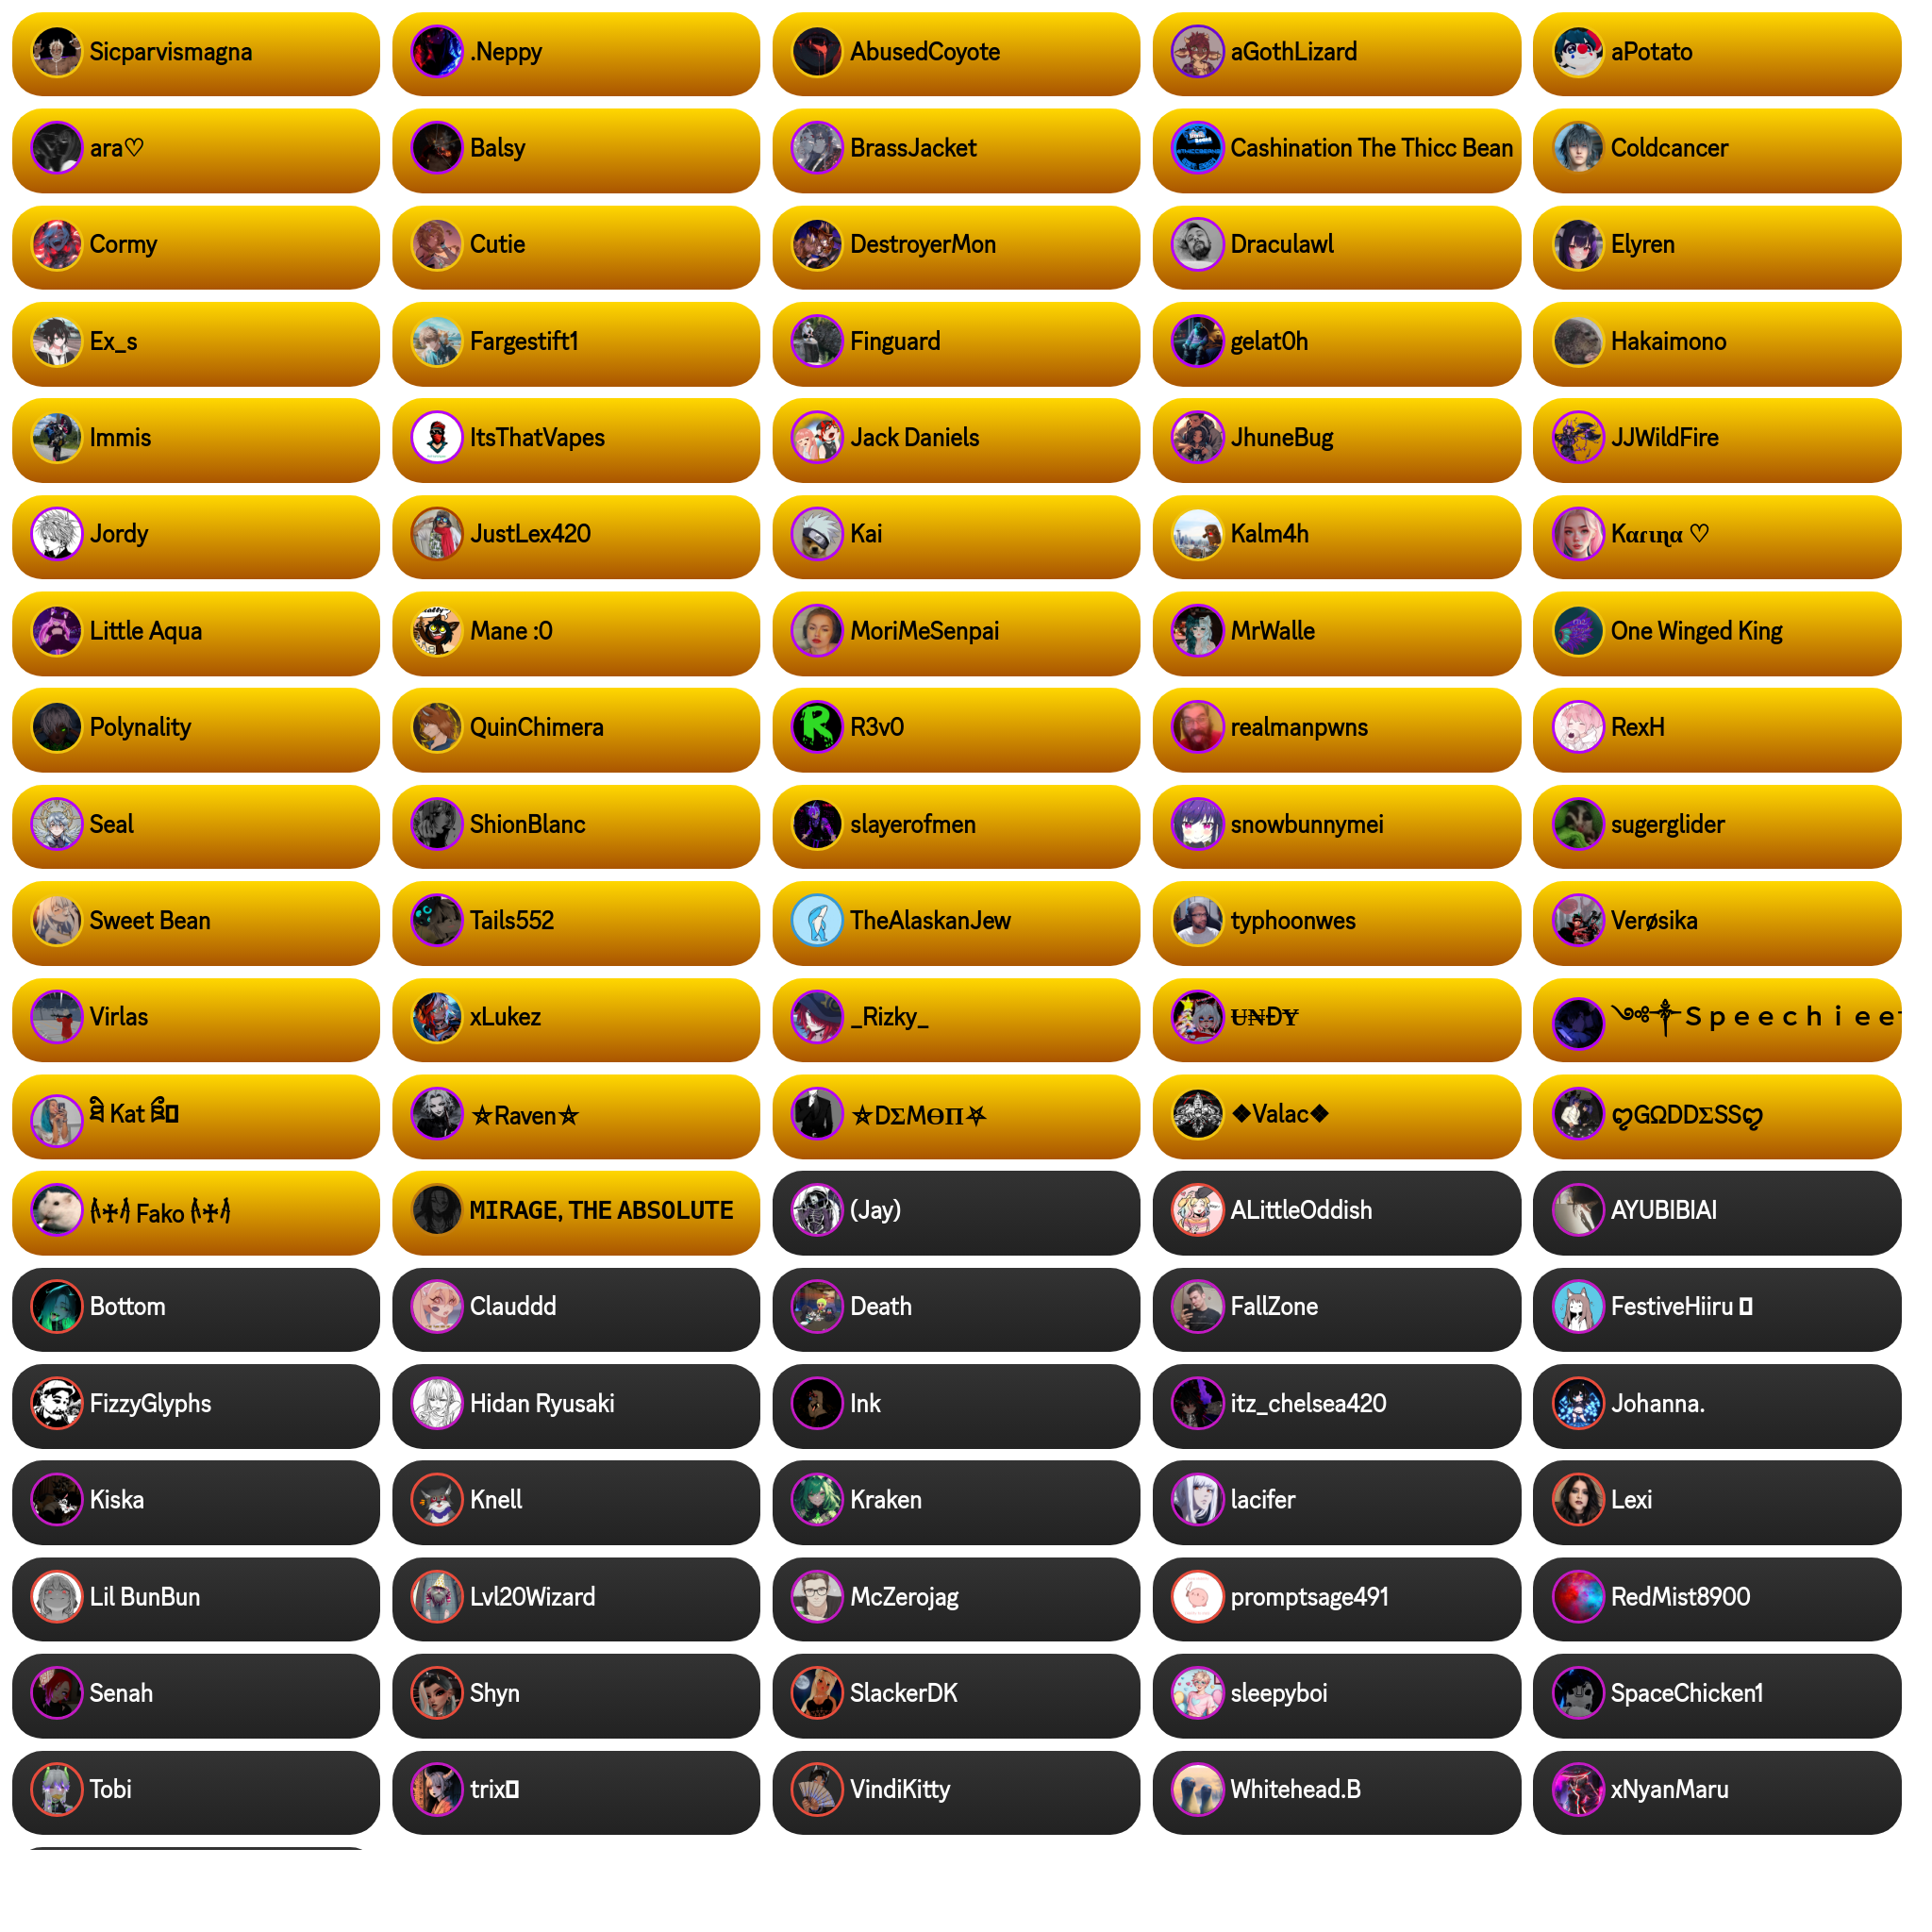 Sicparvismagna
.Neppy
AbusedCoyote
aGothLizard
aPotato
ara♡
Balsy
BrassJacket
Cashination The Thicc Bean
Coldcancer
Cormy
Cutie
DestroyerMon
Draculawl
Elyren
Ex_s
Fargestift1
Finguard
gelat0h
Hakaimono
Immis
ItsThatVapes
Jack Daniels
JhuneBug
JJWildFire
Jordy
JustLex420
Kai
Kalm4h
Kαɾιɳα ♡
Little Aqua
Mane :0
MoriMeSenpai
MrWalle
One Winged King
Polynality
QuinChimera
R3v0
realmanpwns
RexH
Seal
ShionBlanc
slayerofmen
snowbunnymei
sugerglider
Sweet Bean
Tails552
TheAlaskanJew
typhoonwes
Verøsika
Virlas
xLukez
_Rizky_
U̶₦ĐɎ
༄༒Ｓｐｅｅｃｈｉｅｅ
Kat
⛤Raven⛤
⛤DΣMӨП⛧
❖Valac❖
ღGΩDDΣSSღ
Fako
MIRAGE, THE ABSOLUTE
(Jay)
ALittleOddish
AYUBIBIAI
Bottom
Clauddd
Death
FallZone
FestiveHiiru
FizzyGlyphs
Hidan Ryusaki
Ink
itz_chelsea420
Johanna.
Kiska
Knell
Kraken
lacifer
Lexi
Lil BunBun
Lvl20Wizard
McZerojag
promptsage491
RedMist8900
Senah
Shyn
SlackerDK
sleepyboi
SpaceChicken1
Tobi
trix
VindiKitty
Whitehead.B
xNyanMaru